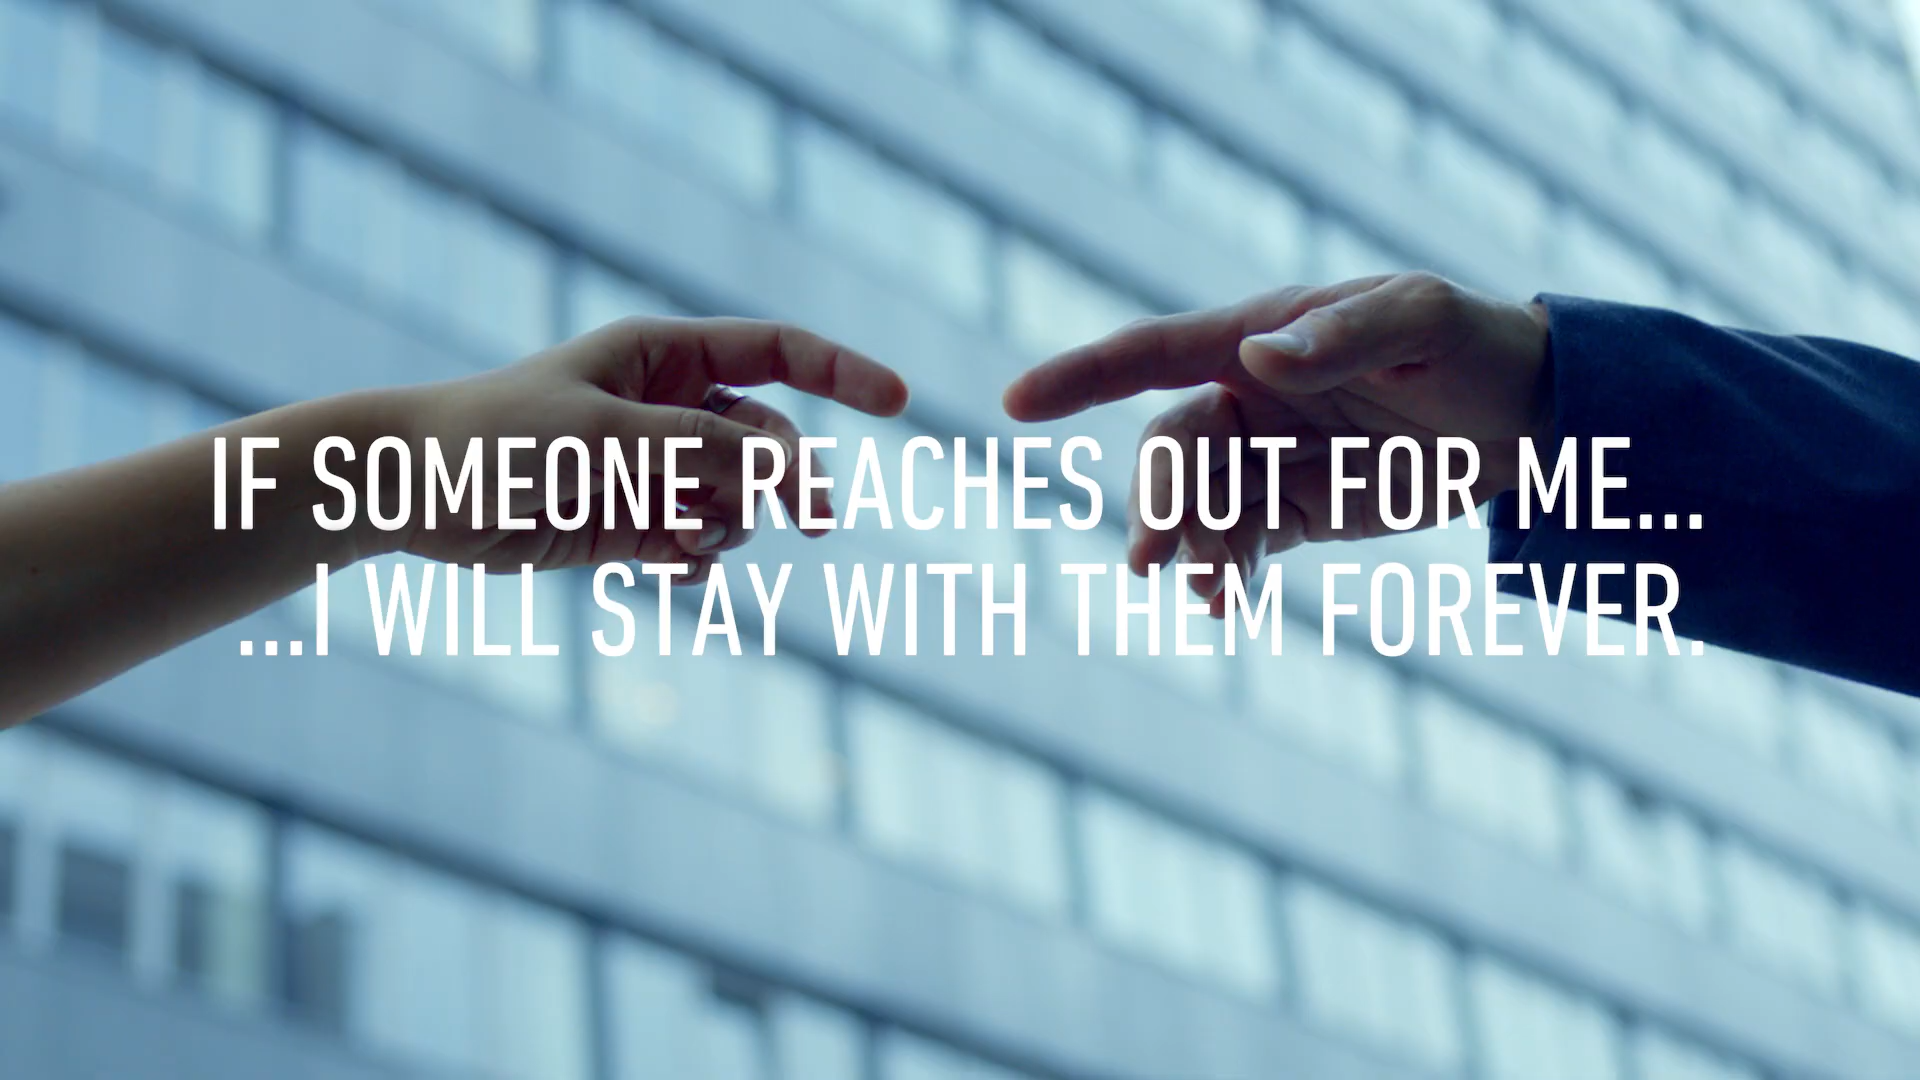 IF SOMEONE REACHES OUT FOR ME...
...I WILL STAY WITH THEM FOREVER.